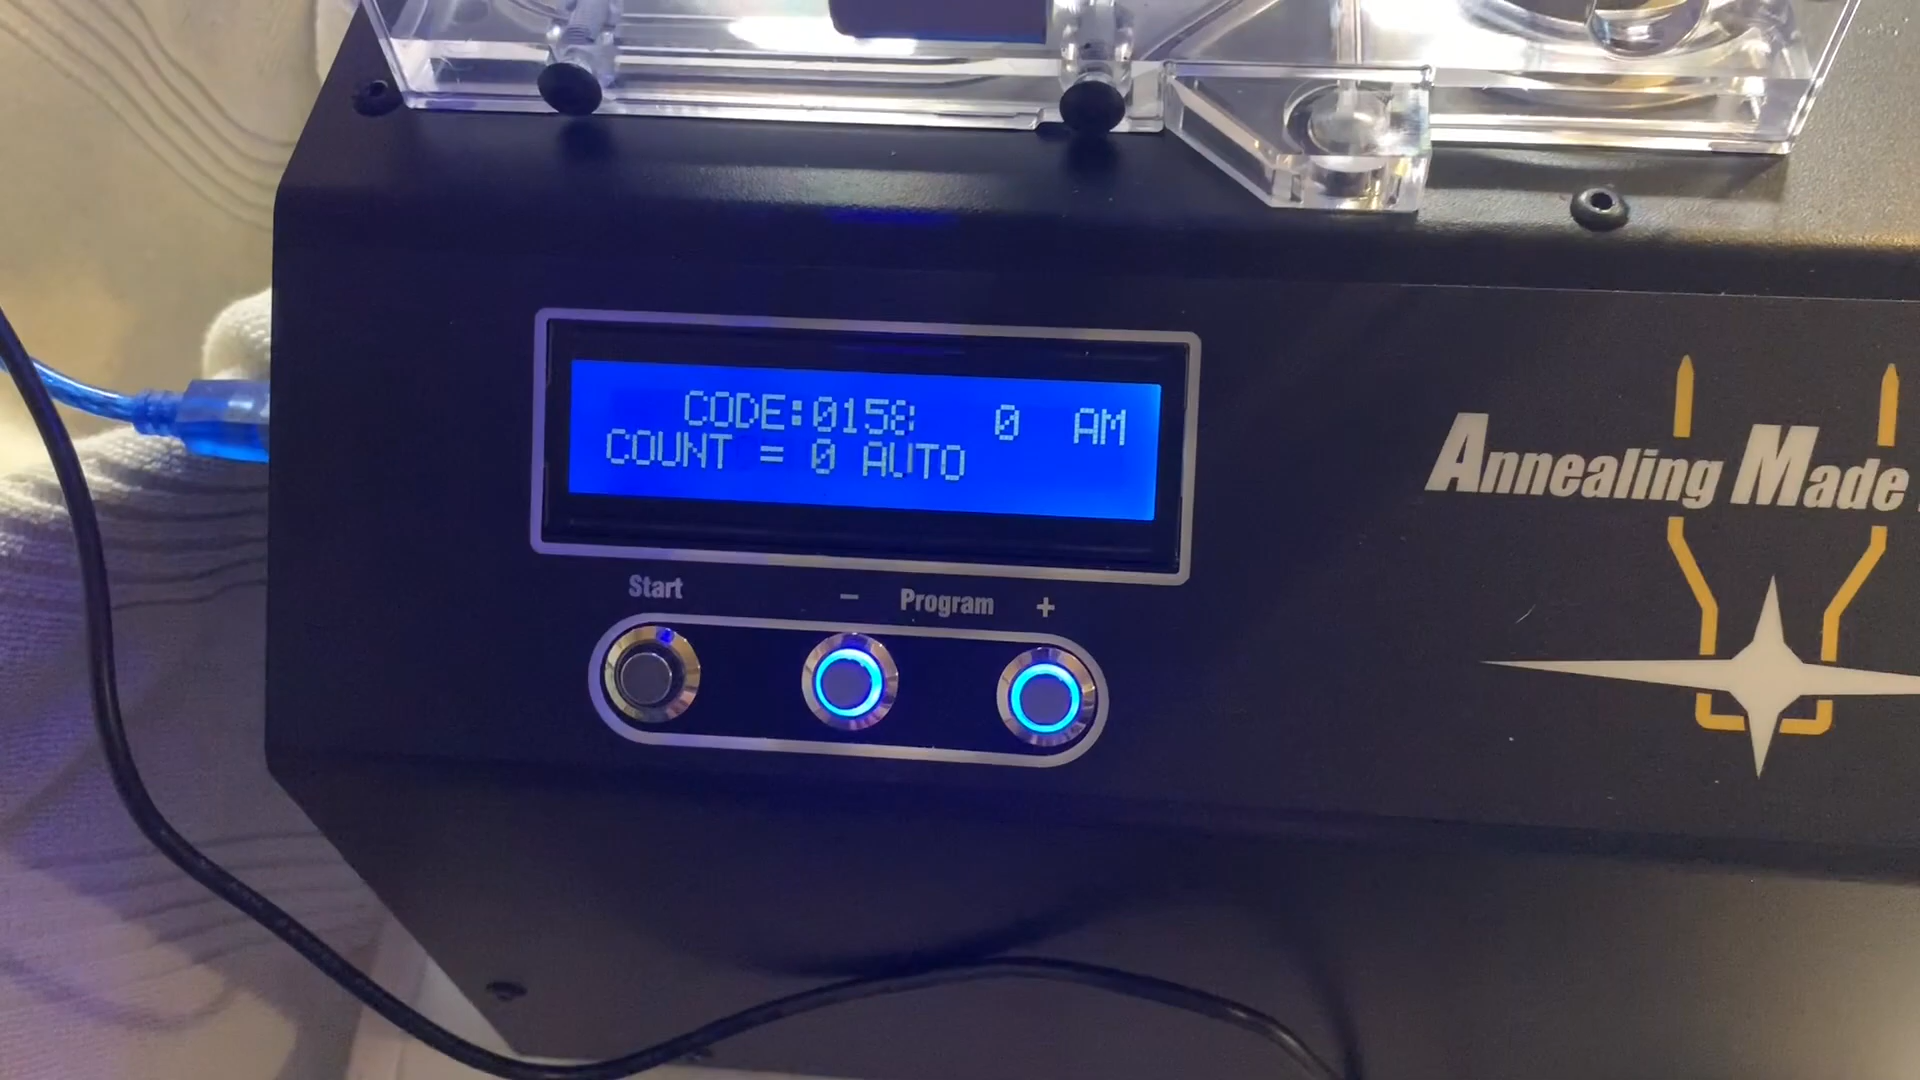 CODE:0158 0 AM
COUNT = 0 AUTO
Start
− Program +
Annealing Made